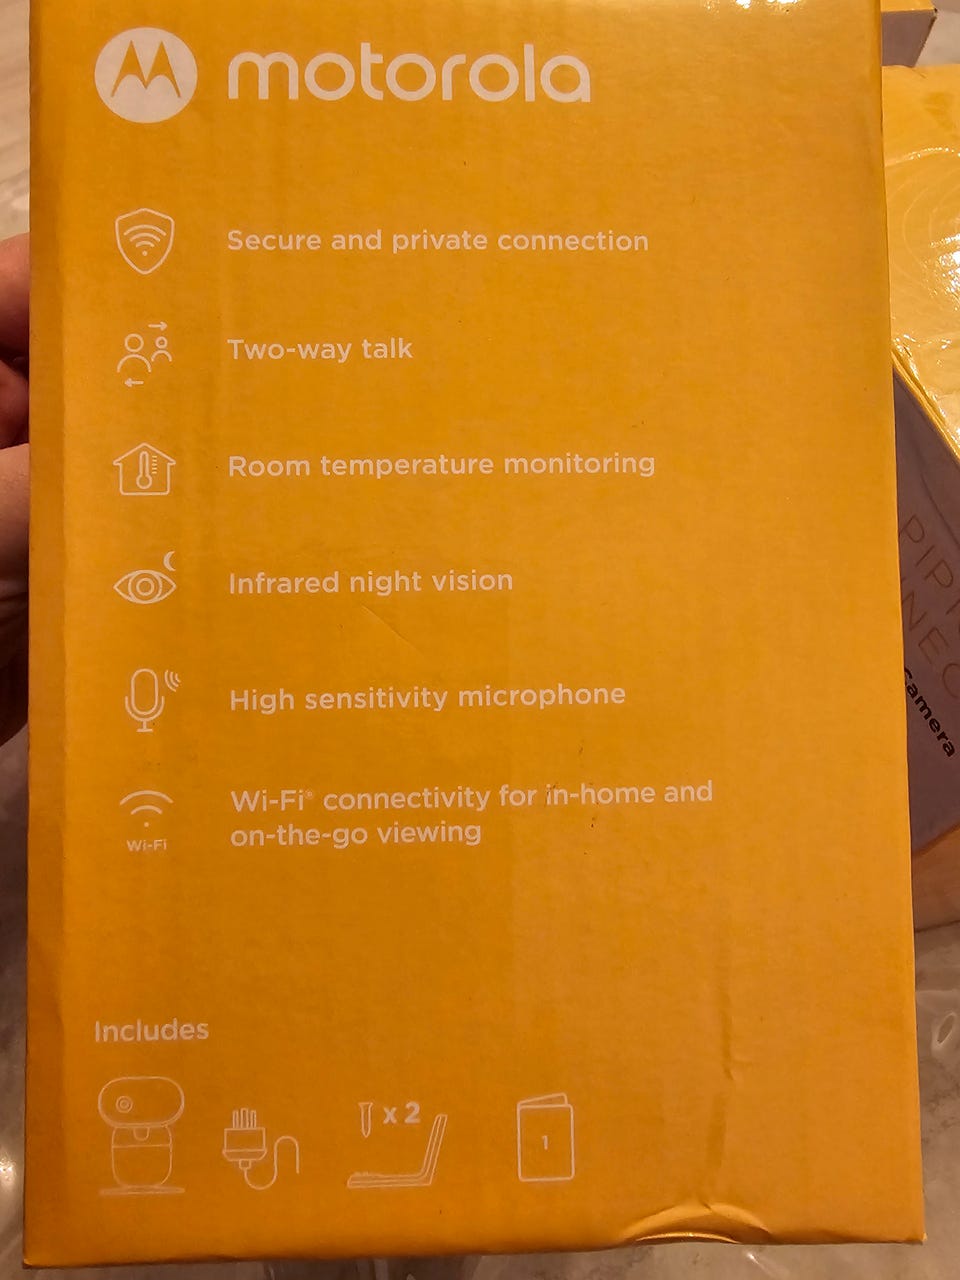 motorola
Secure and private connection
Two-way talk
Room temperature monitoring
Infrared night vision
High sensitivity microphone
Wi-Fi® connectivity for in-home and
on-the-go viewing
Wi-Fi
Includes
x 2
1
Camera